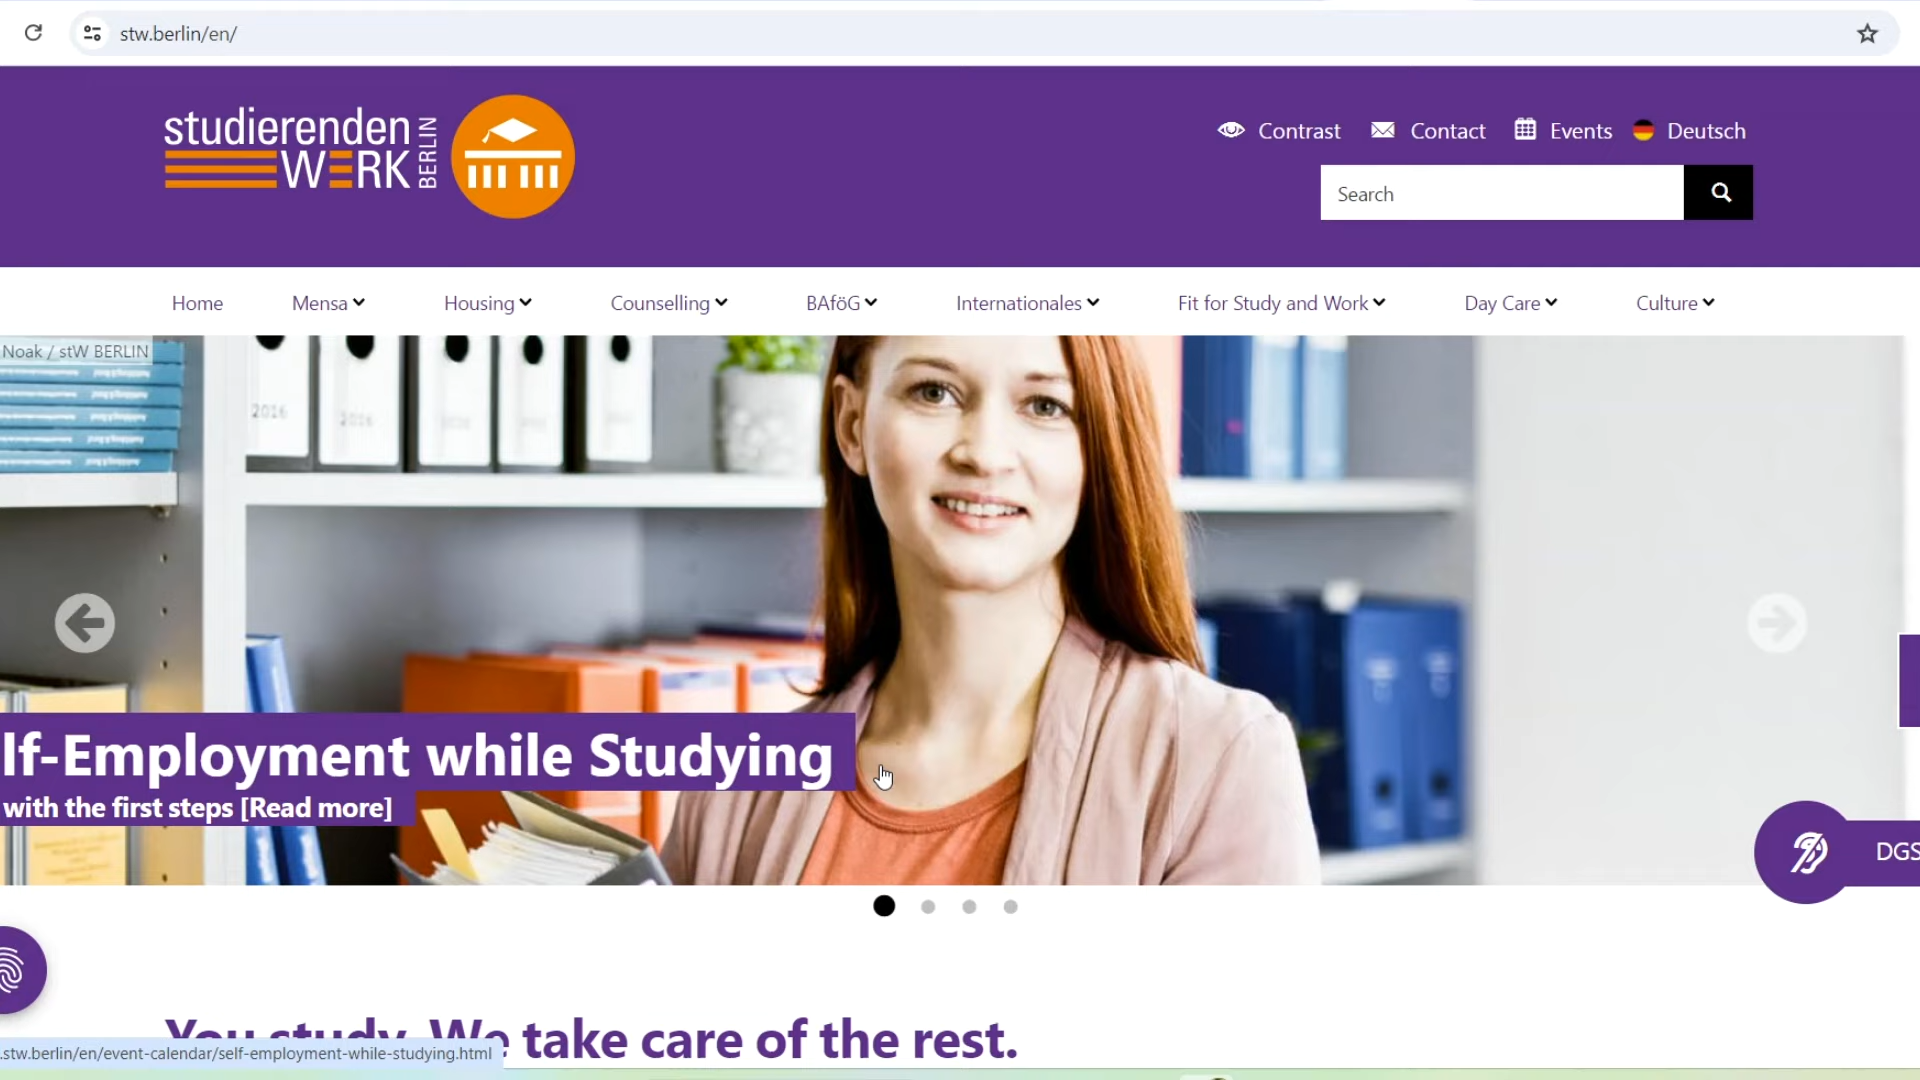 stw.berlin/en/
studierenden
WERK
BERLIN
Contrast
Contact
Events
Deutsch
Search
Home
Mensa
Housing
Counselling
BAföG
Internationales
Fit for Study and Work
Day Care
Culture
Noak / stW BERLIN
2016
2016
lf-Employment while Studying
with the first steps [Read more]
DGS
You study. We take care of the rest.
.stw.berlin/en/event-calendar/self-employment-while-studying.html